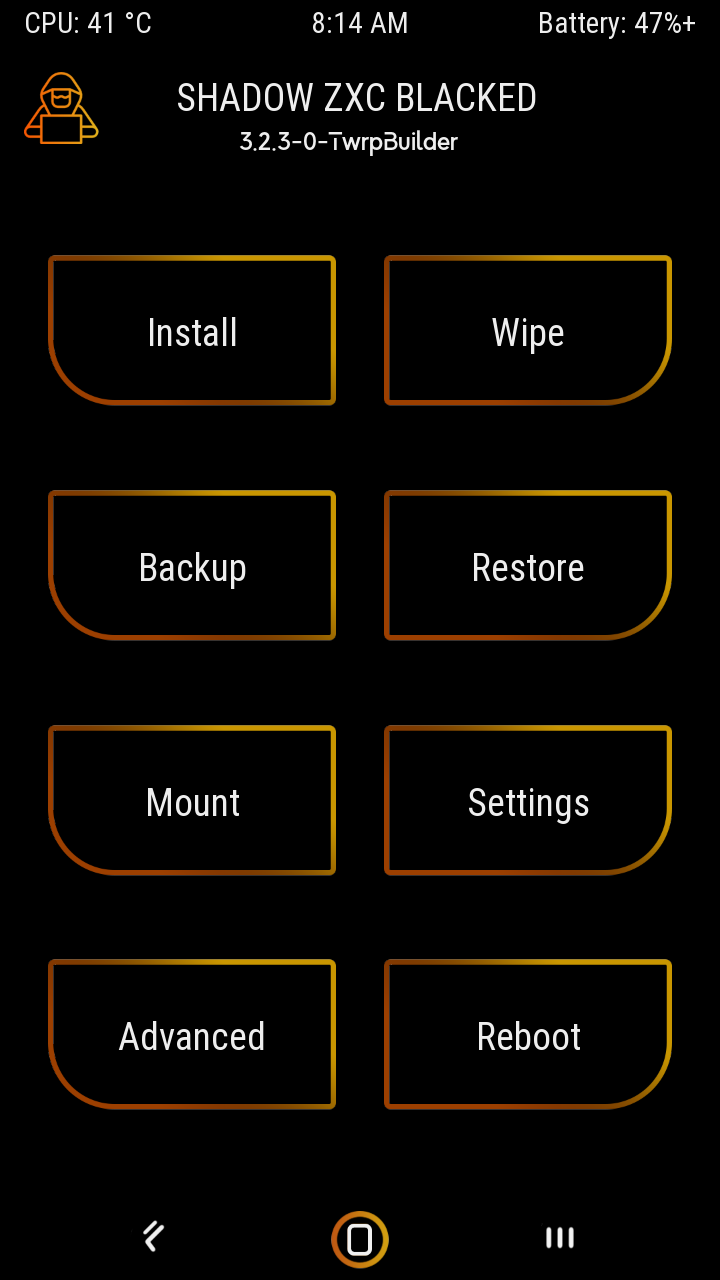 CPU: 41 °C 8:14 AM Battery: 47%+
SHADOW ZXC BLACKED
3.2.3-0-TwrpBuilder
Install Wipe
Backup Restore
Mount Settings
Advanced Reboot